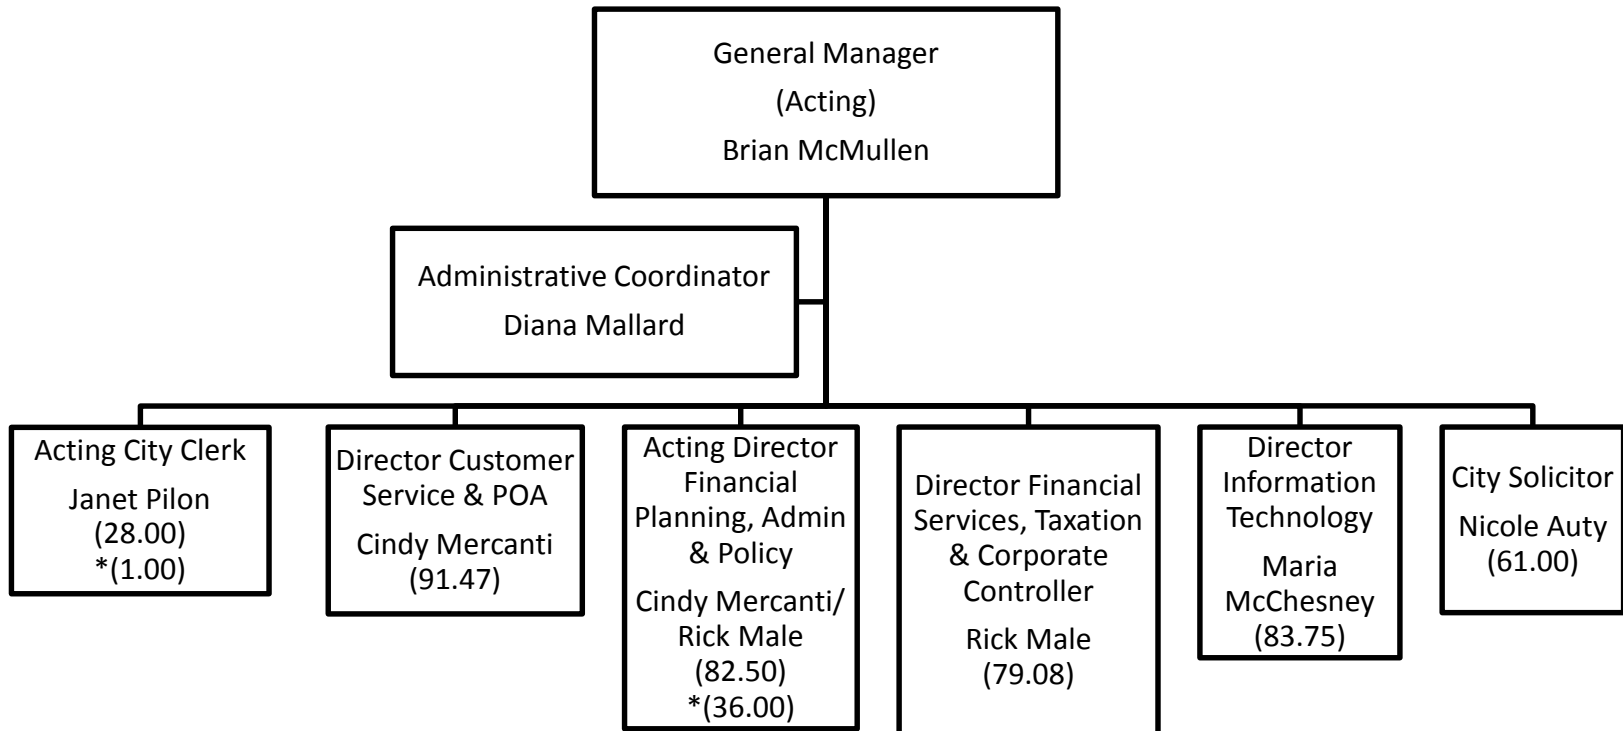 General Manager
(Acting)
Brian McMullen
Administrative Coordinator
Diana Mallard
Acting City Clerk
Janet Pilon
(28.00)
*(1.00)
Director Customer
Service & POA
Cindy Mercanti
(91.47)
Acting Director
Financial
Planning, Admin
& Policy
Cindy Mercanti/
Rick Male
(82.50)
*(36.00)
Director Financial
Services, Taxation
& Corporate
Controller
Rick Male
(79.08)
Director
Information
Technology
Maria
McChesney
(83.75)
City Solicitor
Nicole Auty
(61.00)